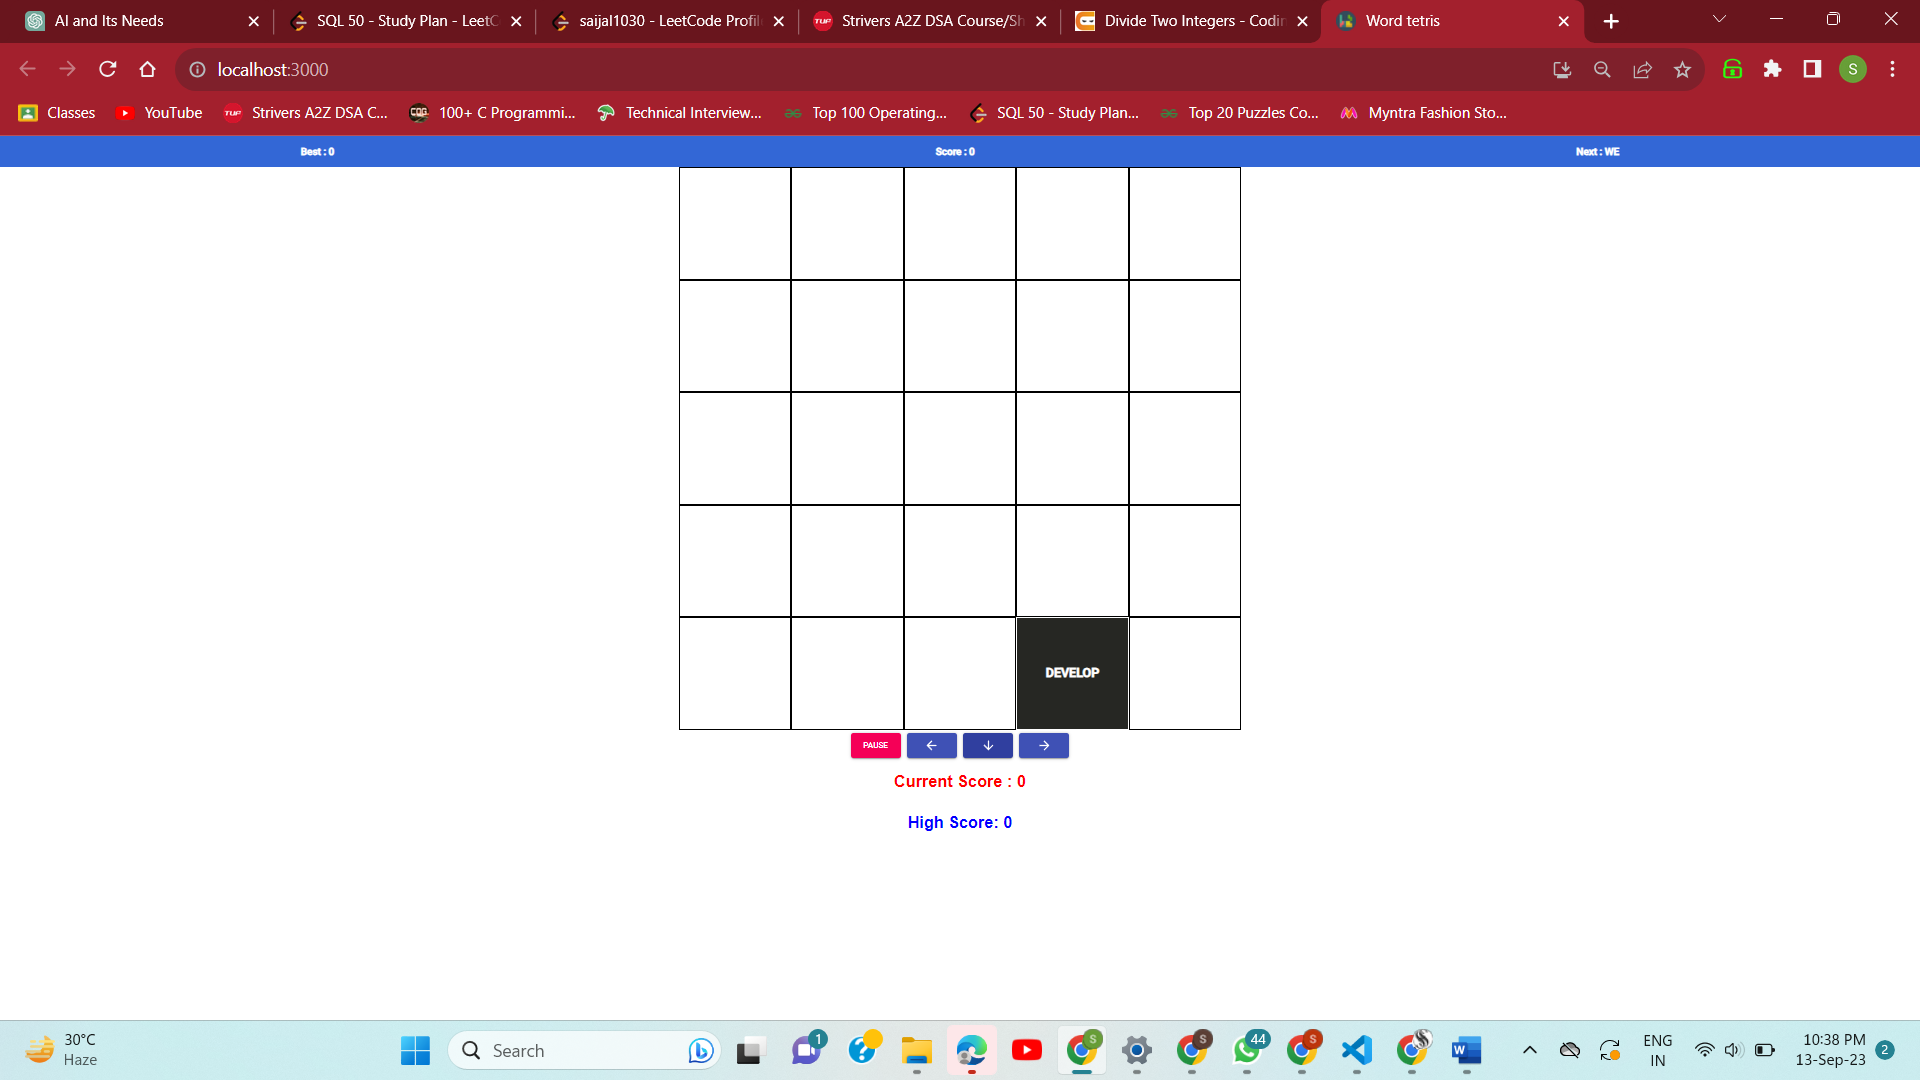 AI and Its Needs
SQL 50 - Study Plan - LeetC
saijal1030 - LeetCode Profil
Strivers A2Z DSA Course/Sh
Divide Two Integers - Codin
Word tetris
localhost:3000
S
Classes
YouTube
Strivers A2Z DSA C...
100+ C Programmi...
Technical Interview...
Top 100 Operating...
SQL 50 - Study Plan...
Top 20 Puzzles Co...
Myntra Fashion Sto...
Best : 0
Score : 0
Next : WE
DEVELOP
PAUSE
Current Score : 0
High Score: 0
30°C
Haze
Search
1
S
S
44
S
ENG
IN
10:38 PM
13-Sep-23
2